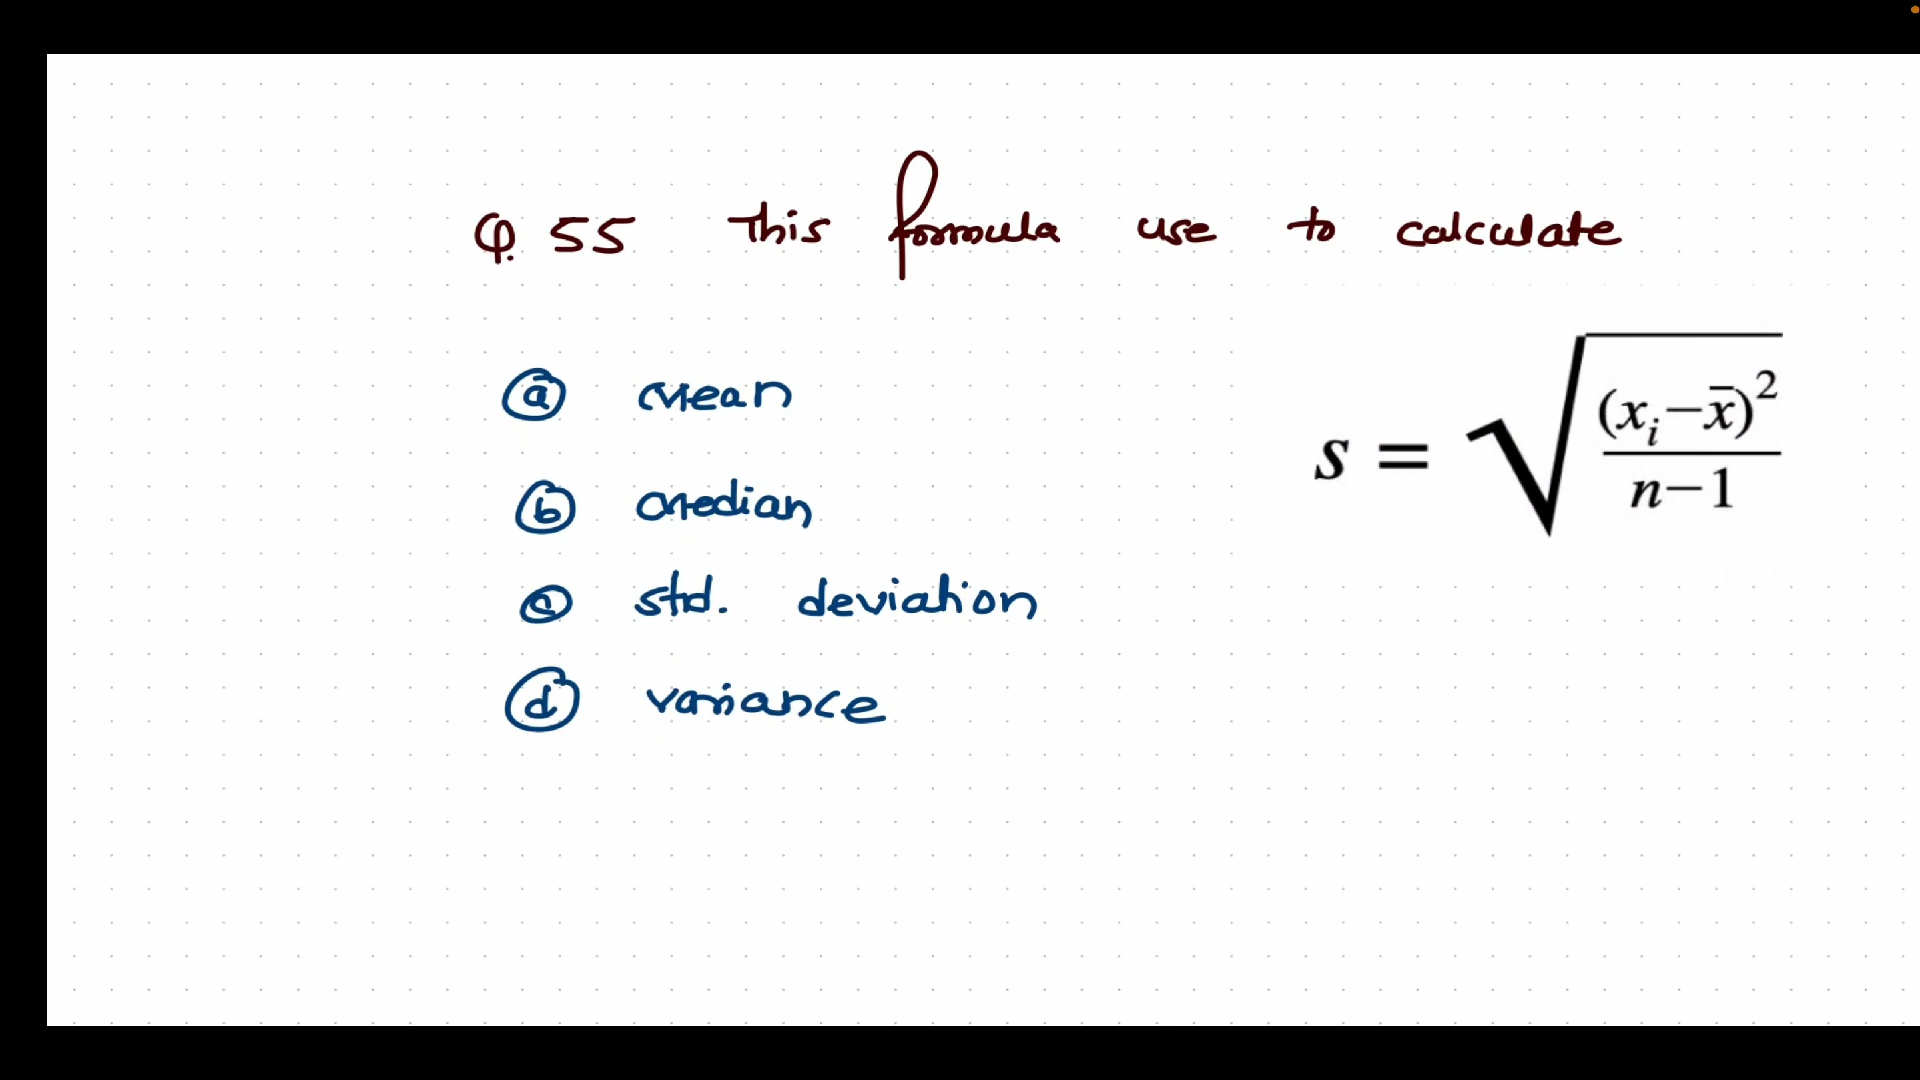 Q. 55 This formula use to calculate
(a) Mean
(b) Median
(c) std. deviation
(d) variance
s = √((xᵢ−x̄)²/(n−1))